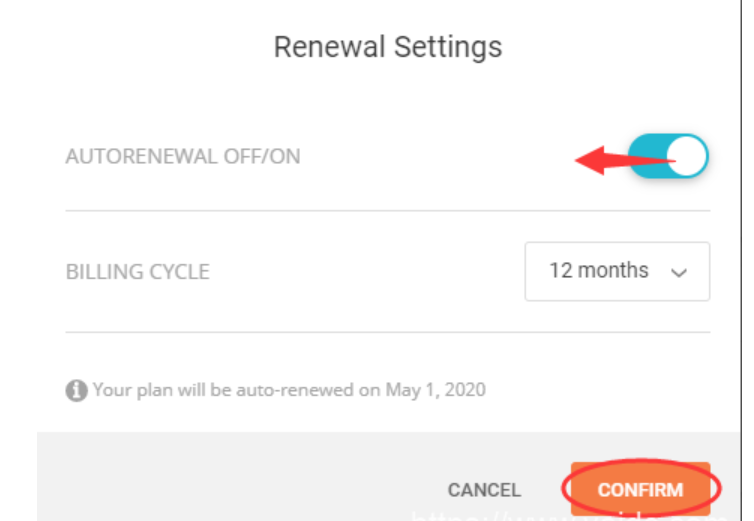 Renewal Settings
AUTORENEWAL OFF/ON
BILLING CYCLE
12 months
Your plan will be auto-renewed on May 1, 2020
CANCEL
CONFIRM